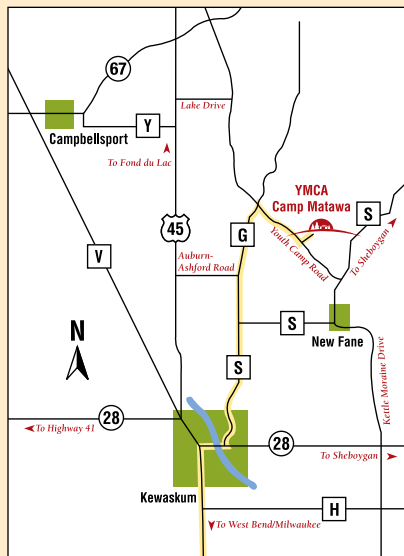 67
Lake Drive
Campbellsport
Y
To Fond du Lac
YMCA
Camp Matawa
S
45
G
Youth Camp Road
To Sheboygan
V
Auburn-
Ashford Road
N
S
New Fane
S
Kettle Moraine Drive
28
To Highway 41
28
To Sheboygan
Kewaskum
H
To West Bend/Milwaukee